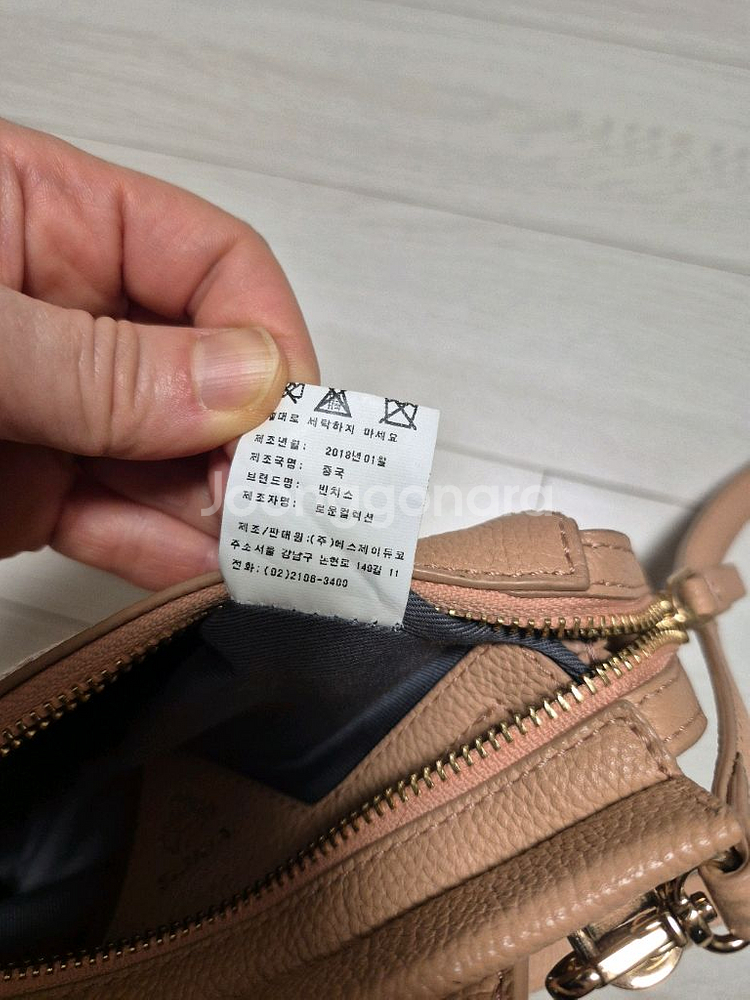 세탁하지 마세요
제조년월: 2018년01월
제조국명: 중국
브랜드명: 빈치스
제조자명: 로운컬렉션
제조/판매원:(주)에스제이듀코
주소서울 강남구 논현로 149길 11
전화:(02)2106-3400
Joonggonara